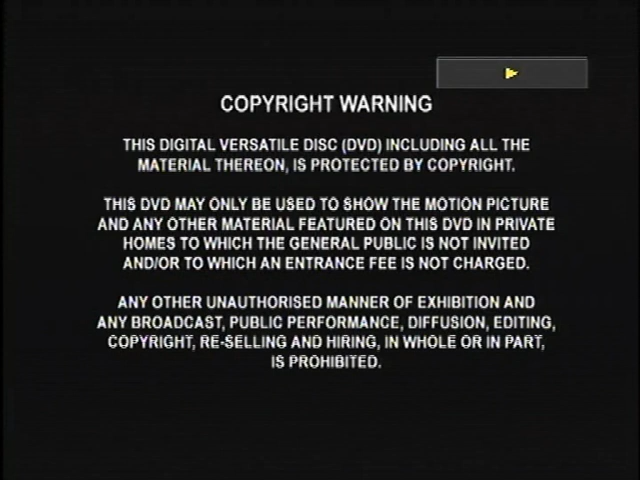 COPYRIGHT WARNING
THIS DIGITAL VERSATILE DISC (DVD) INCLUDING ALL THE
MATERIAL THEREON, IS PROTECTED BY COPYRIGHT.
THIS DVD MAY ONLY BE USED TO SHOW THE MOTION PICTURE
AND ANY OTHER MATERIAL FEATURED ON THIS DVD IN PRIVATE
HOMES TO WHICH THE GENERAL PUBLIC IS NOT INVITED
AND/OR TO WHICH AN ENTRANCE FEE IS NOT CHARGED.
ANY OTHER UNAUTHORISED MANNER OF EXHIBITION AND
ANY BROADCAST, PUBLIC PERFORMANCE, DIFFUSION, EDITING,
COPYRIGHT, RE-SELLING AND HIRING, IN WHOLE OR IN PART,
IS PROHIBITED.